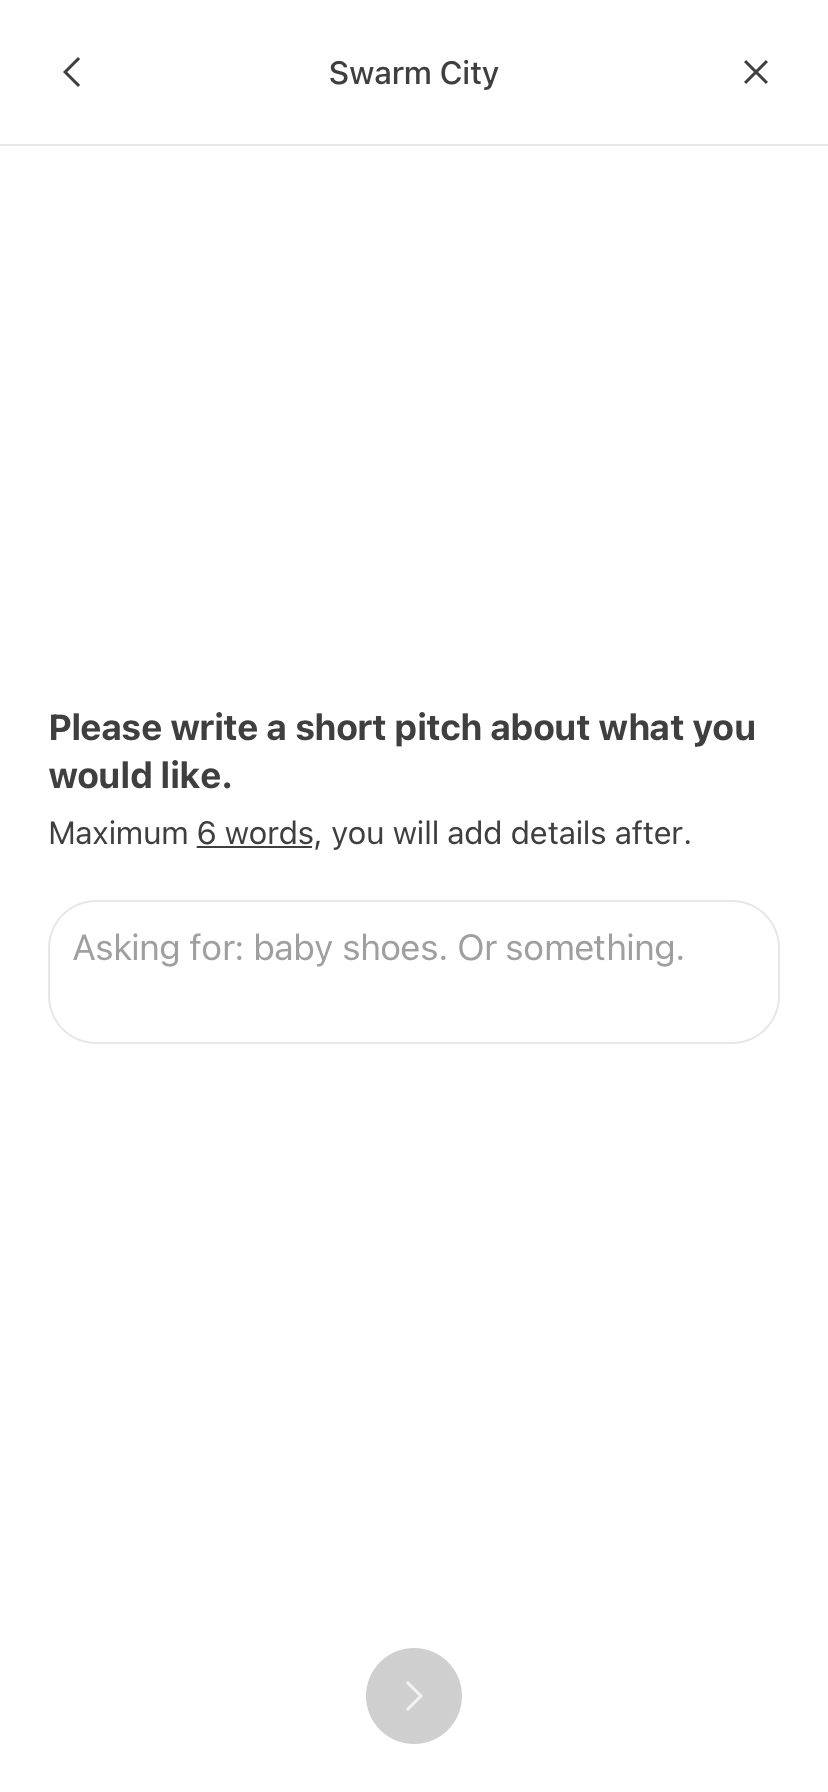 Swarm City
Please write a short pitch about what you
would like.
Maximum 6 words, you will add details after.
Asking for: baby shoes. Or something.